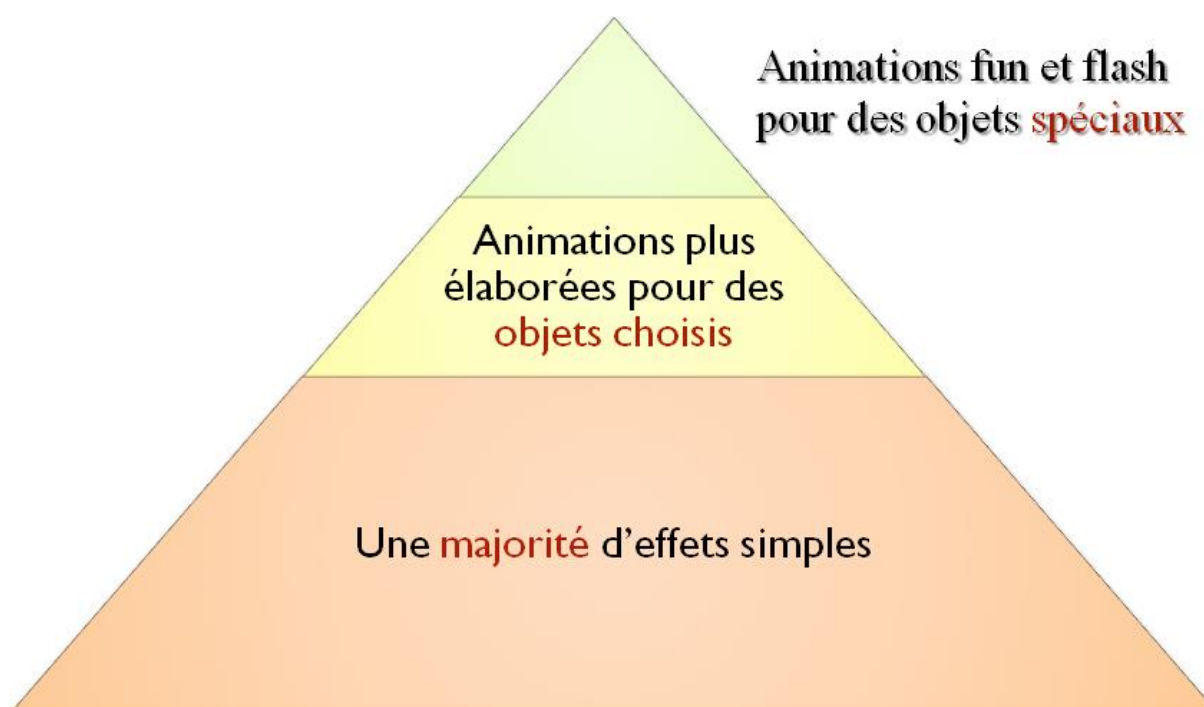 Animations fun et flash
pour des objets spéciaux
Animations plus
élaborées pour des
objets choisis
Une majorité d’effets simples